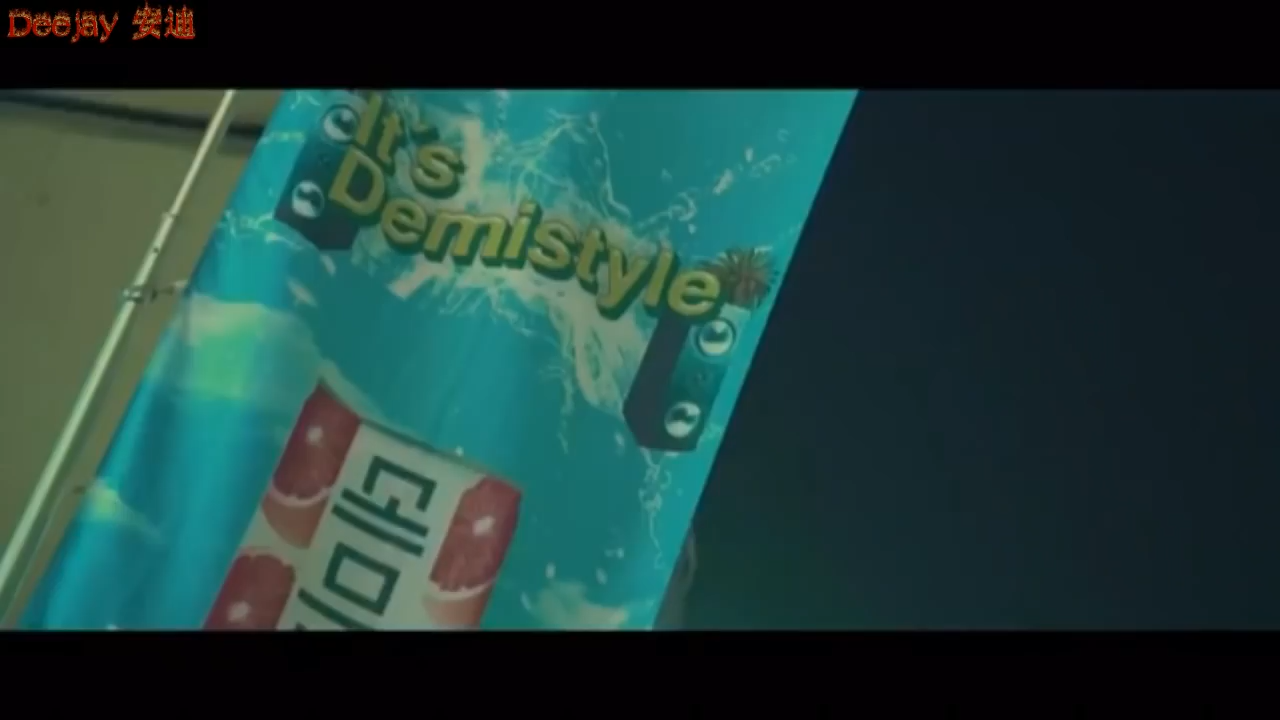 Deejay 安迪
It's
Demistyle
데미